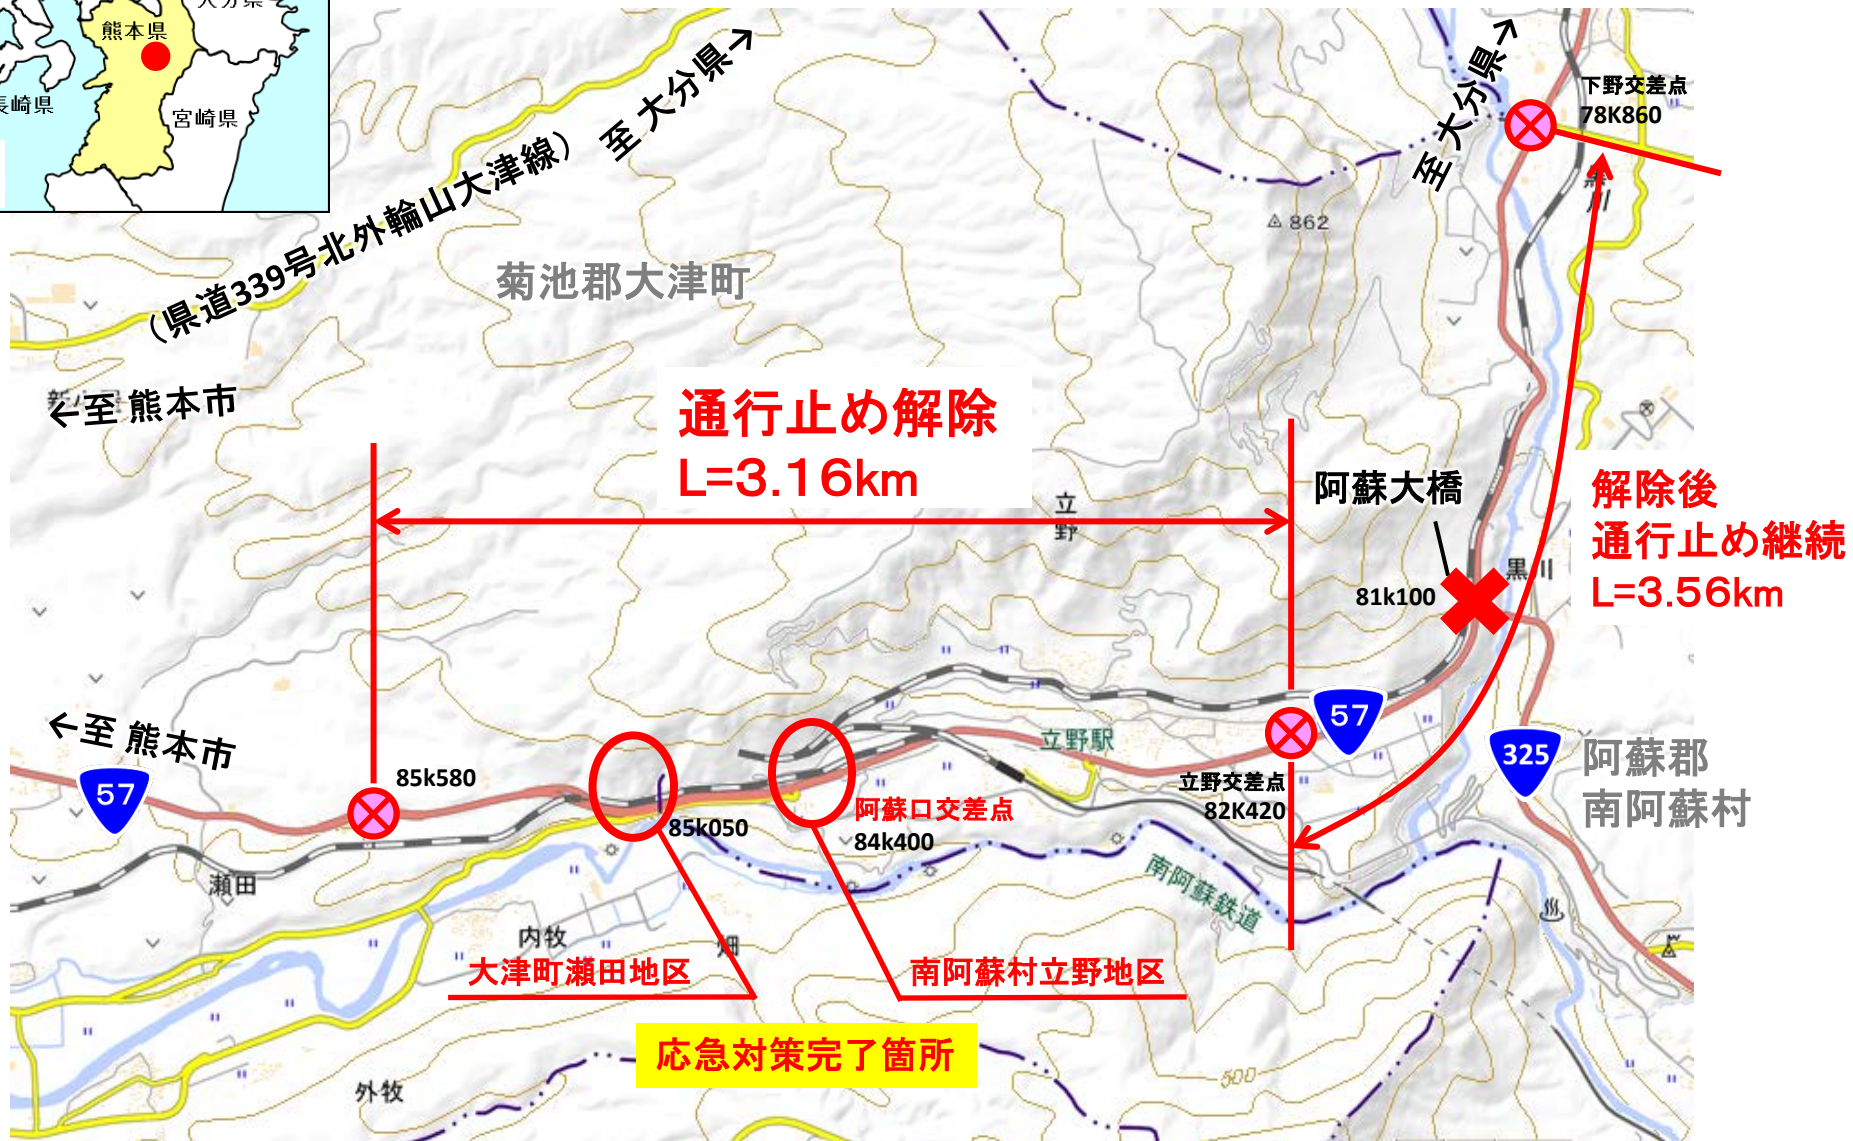 熊本県
大分県
長崎県
宮崎県
(県道339号北外輪山大津線) 至 大分県→
至 大分県→
下野交差点
78K860
黒川
862
菊池郡大津町
←至 熊本市
通行止め解除
L=3.16km
立野
阿蘇大橋
解除後
通行止め継続
L=3.56km
黒川
81k100
←至 熊本市
57
85k580
立野駅
57
325
阿蘇郡
南阿蘇村
立野交差点
82K420
阿蘇口交差点
84k400
85k050
瀬田
南阿蘇鉄道
内牧
畑
大津町瀬田地区
南阿蘇村立野地区
応急対策完了箇所
外牧
500